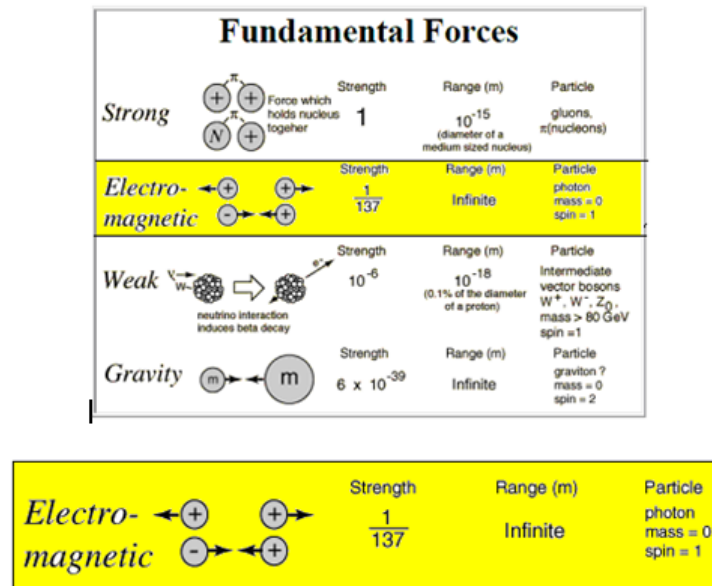 Fundamental Forces
Strong
+ π +
N π +
Force which
holds nucleus
togeher
Strength
1
Range (m)
10^-15
(diameter of a
medium sized nucleus)
Particle
gluons,
π(nucleons)
Electro-
magnetic
+ +
- +
Strength
1
137
Range (m)
Infinite
Particle
photon
mass = 0
spin = 1
Weak
ν
W
e-
neutrino interaction
induces beta decay
Strength
10^-6
Range (m)
10^-18
(0.1% of the diameter
of a proton)
Particle
Intermediate
vector bosons
W+, W-, Z0,
mass > 80 GeV
spin =1
Gravity
m m
Strength
6 x 10^-39
Range (m)
Infinite
Particle
graviton ?
mass = 0
spin = 2
Electro-
magnetic
+ +
- +
Strength
1
137
Range (m)
Infinite
Particle
photon
mass = 0
spin = 1